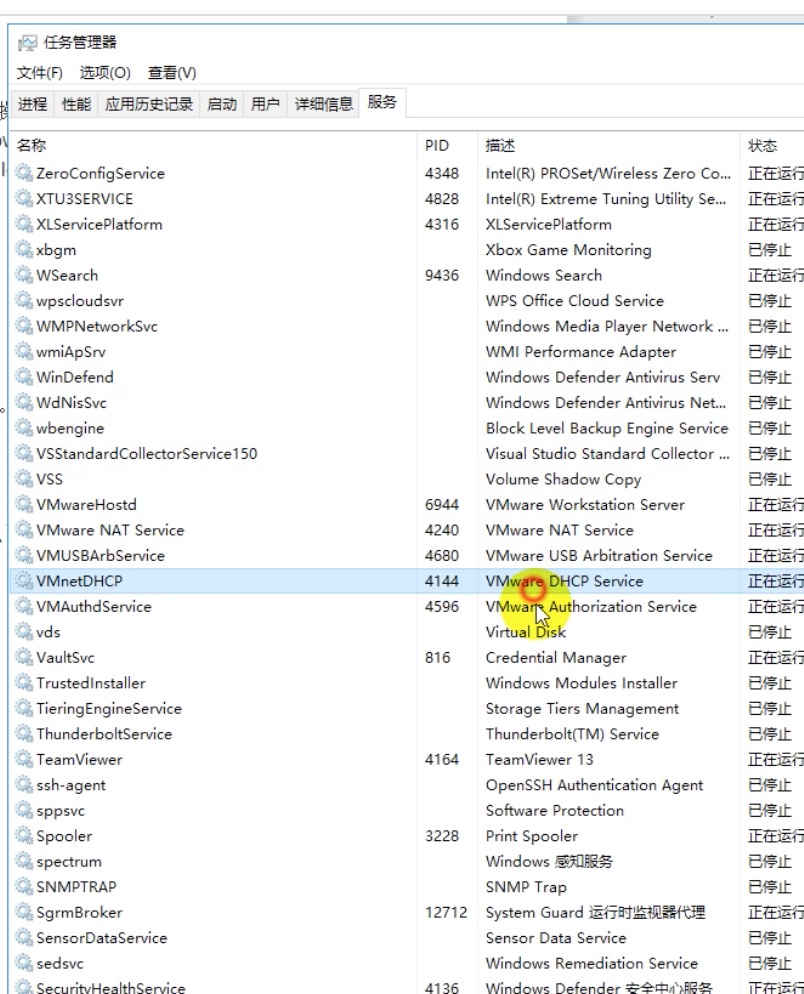 任务管理器
文件(F) 选项(O) 查看(V)
进程 性能 应用历史记录 启动 用户 详细信息 服务
名称 PID 描述 状态
ZeroConfigService 4348 Intel(R) PROSet/Wireless Zero Co... 正在运行
XTU3SERVICE 4828 Intel(R) Extreme Tuning Utility Se... 正在运行
XLServicePlatform 4316 XLServicePlatform 正在运行
xbgm Xbox Game Monitoring 已停止
WSearch 9436 Windows Search 正在运行
wpscloudsvr WPS Office Cloud Service 已停止
WMPNetworkSvc Windows Media Player Network ... 已停止
wmiApSrv WMI Performance Adapter 已停止
WinDefend Windows Defender Antivirus Serv 已停止
WdNisSvc Windows Defender Antivirus Net... 已停止
wbengine Block Level Backup Engine Service 已停止
VSStandardCollectorService150 Visual Studio Standard Collector ... 已停止
VSS Volume Shadow Copy 已停止
VMwareHostd 6944 VMware Workstation Server 正在运行
VMware NAT Service 4240 VMware NAT Service 正在运行
VMUSBArbService 4680 VMware USB Arbitration Service 正在运行
VMnetDHCP 4144 VMware DHCP Service 正在运行
VMAuthdService 4596 VMware Authorization Service 正在运行
vds Virtual Disk 已停止
VaultSvc 816 Credential Manager 正在运行
TrustedInstaller Windows Modules Installer 已停止
TieringEngineService Storage Tiers Management 已停止
ThunderboltService Thunderbolt(TM) Service 已停止
TeamViewer 4164 TeamViewer 13 正在运行
ssh-agent OpenSSH Authentication Agent 已停止
sppsvc Software Protection 已停止
Spooler 3228 Print Spooler 正在运行
spectrum Windows 感知服务 已停止
SNMPTRAP SNMP Trap 已停止
SgrmBroker 12712 System Guard 运行时监视器代理 正在运行
SensorDataService Sensor Data Service 已停止
sedsvc Windows Remediation Service 已停止
SecurityHealthService 4136 Windows Defender 安全中心服务 正在运行